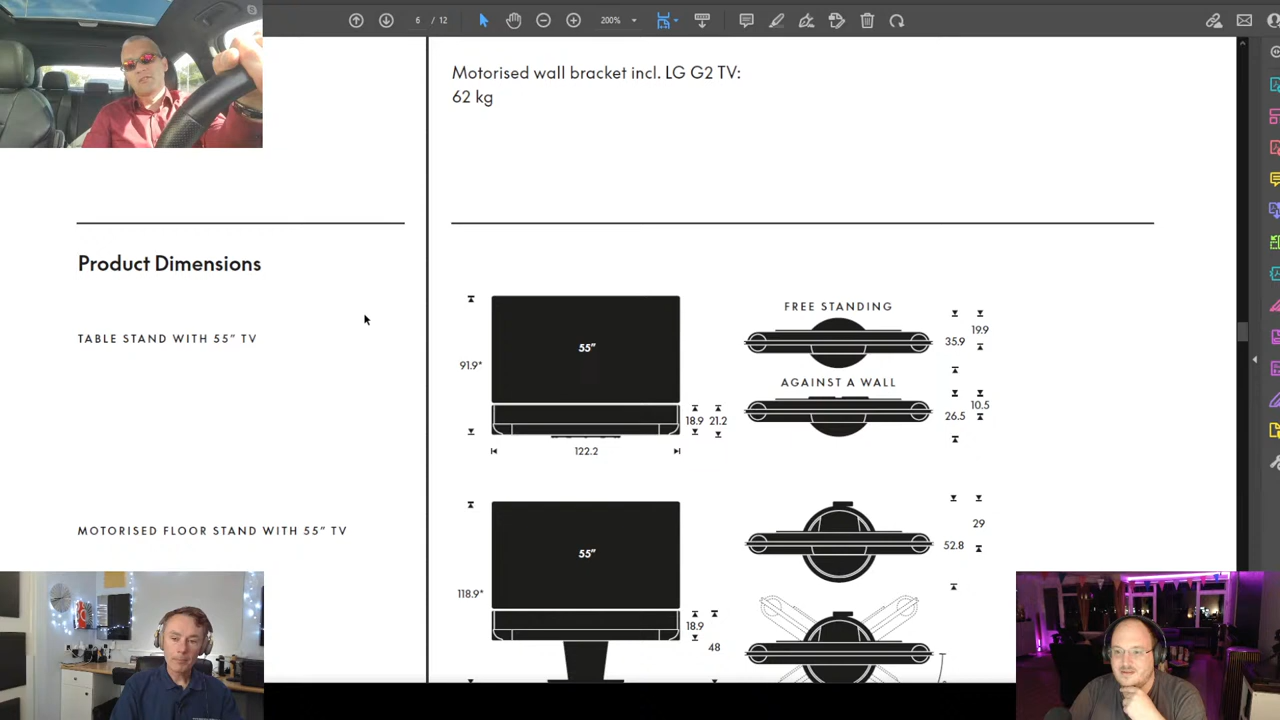 6 / 12
200%
Motorised wall bracket incl. LG G2 TV:
62 kg
Product Dimensions
TABLE STAND WITH 55” TV
55”
91.9*
18.9 21.2
122.2
FREE STANDING
19.9
35.9
AGAINST A WALL
10.5
26.5
MOTORISED FLOOR STAND WITH 55” TV
55”
118.9*
18.9
48
29
52.8